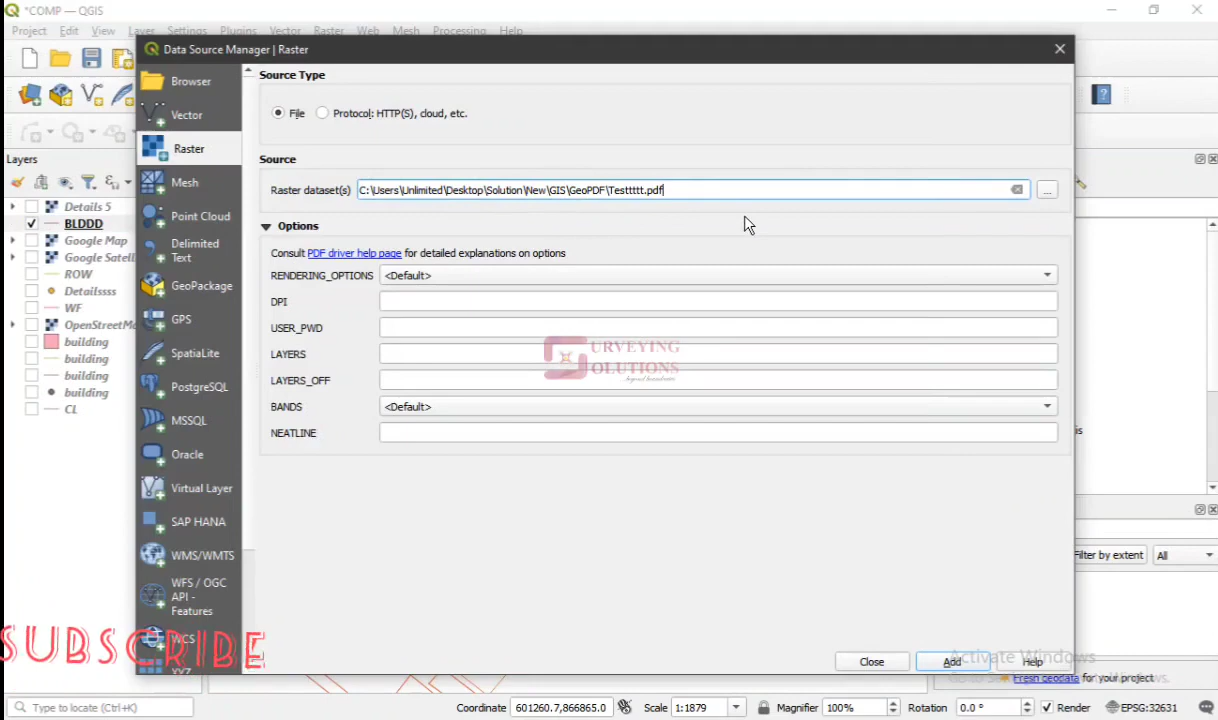 *COMP — QGIS
Project Edit View Layer Settings Plugins Vector Raster Web Mesh Processing Help
Data Source Manager | Raster
Browser
Vector
Raster
Mesh
Point Cloud
Delimited
Text
GeoPackage
GPS
SpatiaLite
PostgreSQL
MSSQL
Oracle
Virtual Layer
SAP HANA
WMS/WMTS
WFS / OGC
API -
Features
WCS
XYZ
Source Type
File Protocol: HTTP(S), cloud, etc.
Source
Raster dataset(s) C:\Users\Unlimited\Desktop\Solution\New\GIS\GeoPDF\Testtttt.pdf ...
Options
Consult PDF driver help page for detailed explanations on options
RENDERING_OPTIONS <Default>
DPI
USER_PWD
LAYERS
LAYERS_OFF
BANDS <Default>
NEATLINE
SURVEYING
SOLUTIONS
Close Add Help
Layers
Details 5
BLDDD
Google Map
Google Satell
ROW
Detailssss
WF
OpenStreetMa
building
building
building
building
CL
is
Filter by extent All
Activate Windows
Fresh geodata for your project
SUBSCRIBE
Type to locate (Ctrl+K) Coordinate 601260.7,866865.0 Scale 1:1879 Magnifier 100% Rotation 0.0 ° Render EPSG:32631